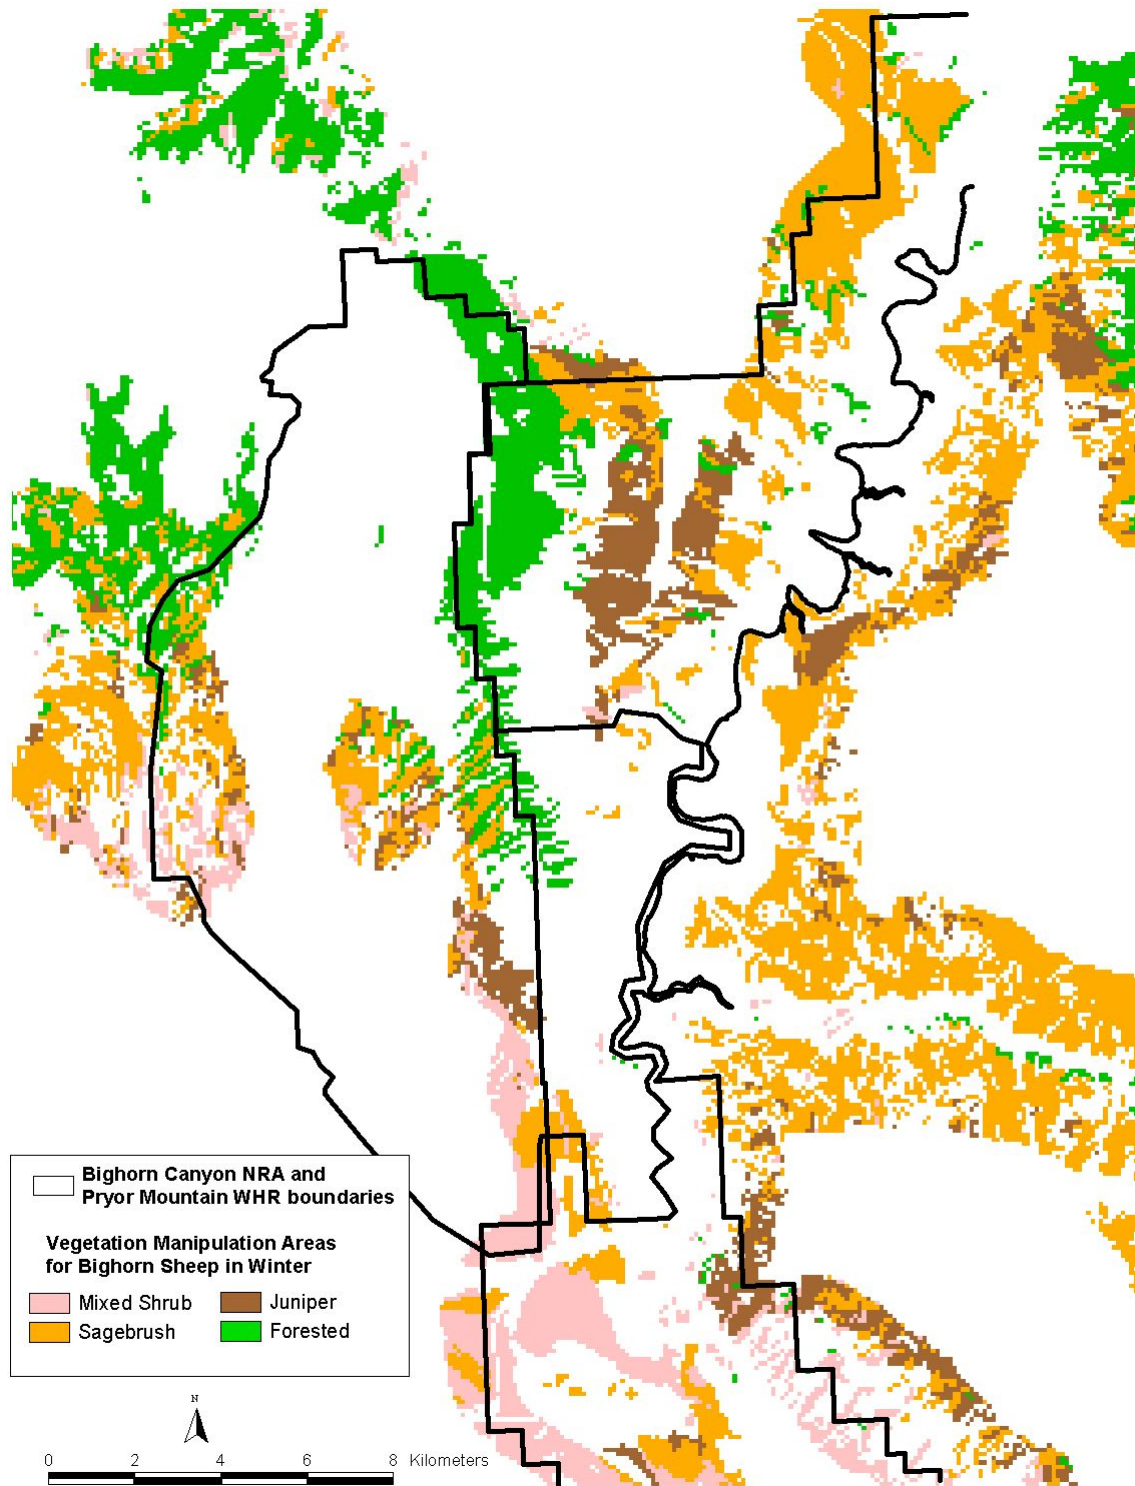 Bighorn Canyon NRA and
Pryor Mountain WHR boundaries
Vegetation Manipulation Areas
for Bighorn Sheep in Winter
Mixed Shrub
Juniper
Sagebrush
Forested
N
0 2 4 6 8 Kilometers